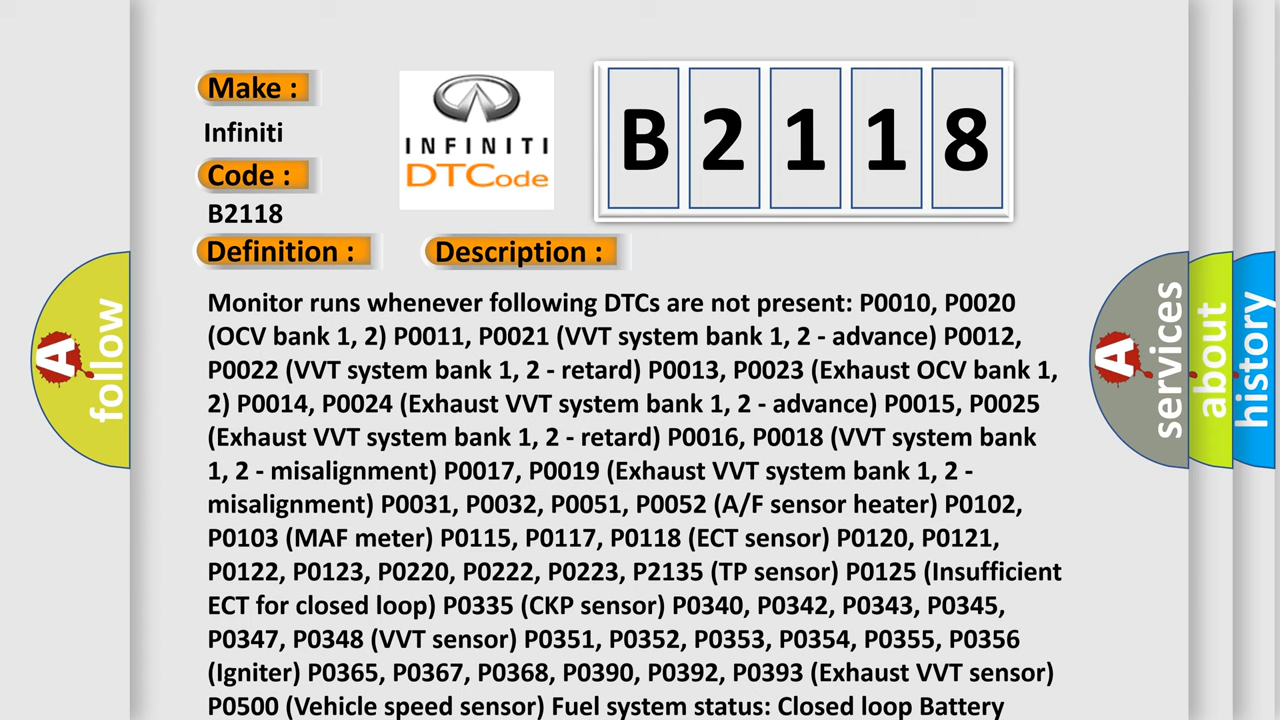 Make :
Infiniti
Code :
B2118
INFINITI
DTCode
B 2 1 1 8
Definition :
Description :
Monitor runs whenever following DTCs are not present: P0010, P0020
(OCV bank 1, 2) P0011, P0021 (VVT system bank 1, 2 - advance) P0012,
P0022 (VVT system bank 1, 2 - retard) P0013, P0023 (Exhaust OCV bank 1,
2) P0014, P0024 (Exhaust VVT system bank 1, 2 - advance) P0015, P0025
(Exhaust VVT system bank 1, 2 - retard) P0016, P0018 (VVT system bank
1, 2 - misalignment) P0017, P0019 (Exhaust VVT system bank 1, 2 -
misalignment) P0031, P0032, P0051, P0052 (A/F sensor heater) P0102,
P0103 (MAF meter) P0115, P0117, P0118 (ECT sensor) P0120, P0121,
P0122, P0123, P0220, P0222, P0223, P2135 (TP sensor) P0125 (Insufficient
ECT for closed loop) P0335 (CKP sensor) P0340, P0342, P0343, P0345,
P0347, P0348 (VVT sensor) P0351, P0352, P0353, P0354, P0355, P0356
(Igniter) P0365, P0367, P0368, P0390, P0392, P0393 (Exhaust VVT sensor)
P0500 (Vehicle speed sensor) Fuel system status: Closed loop Battery
A follow
A services
about
history